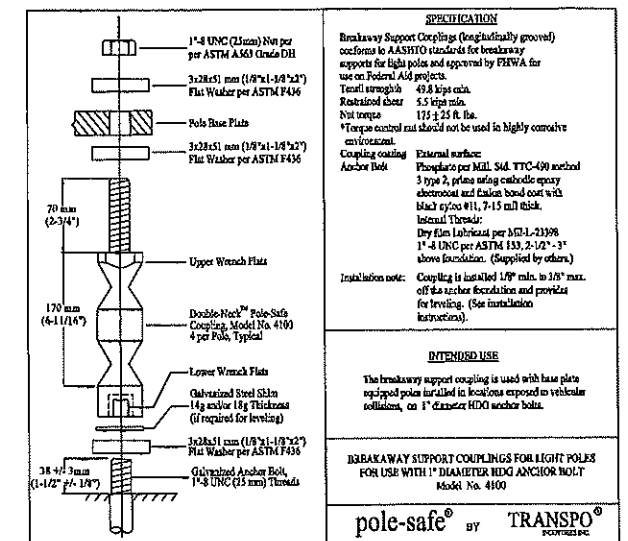 1"-8 UNC (25mm) Nut per
per ASTM A563 Grade DH
3x28x51 mm (1/8"x1-1/8"x2")
Flat Washer per ASTM F436
Pole Base Plate
3x28x51 mm (1/8"x1-1/8"x2")
Flat Washer per ASTM F436
70 mm
(2-3/4")
Upper Wrench Flats
170 mm
(6-11/16")
Double-Neck™ Pole-Safe
Coupling, Model No. 4100
4 per Pole, Typical
Lower Wrench Flats
Galvanized Steel Shim
14g and/or 18g Thickness
(if required for leveling)
3x28x51 mm (1/8"x1-1/8"x2")
Flat Washer per ASTM F436
38 +/- 3mm
(1-1/2" +/- 1/8")
Galvanized Anchor Bolt,
1"-8 UNC (25 mm) Threads
SPECIFICATION
Breakaway Support Couplings (longitudinally grooved)
conforms to AASHTO standards for breakaway
supports for light poles and approved by FHWA for
use on Federal Aid projects.
Tensil strength 49.8 kips min.
Restrained shear 5.5 kips min.
Nut torque 175 ± 25 ft. lbs.
*Torque control nut should not be used in highly corrosive
environment.
Coupling coating External surface:
Anchor Bolt Phosphate per Mill. Std. TTC-490 method
3 type 2, prime using cathodic epoxy
electrocoat and fusion bond coat with
black nylon #11, 7-15 mil thick.
Internal Threads:
Dry film Lubricant per
1"-8 UNC per ASTM 2-1/2" - 3"
above foundation. (Supplied by others.)
Installation note: Coupling is installed 1/8" min. to 3/8" max.
off the anchor foundation and provides
for leveling. (See installation
instructions).
INTENDED USE
The breakaway support coupling is used with base plate
equipped poles installed in locations exposed to vehicular
collisions, on 1" diameter HDG anchor bolts.
BREAKAWAY SUPPORT COUPLINGS FOR LIGHT POLES
FOR USE WITH 1" DIAMETER HDG ANCHOR BOLT
Model No. 4100
pole-safe® BY TRANSPO®
INDUSTRIES INC.